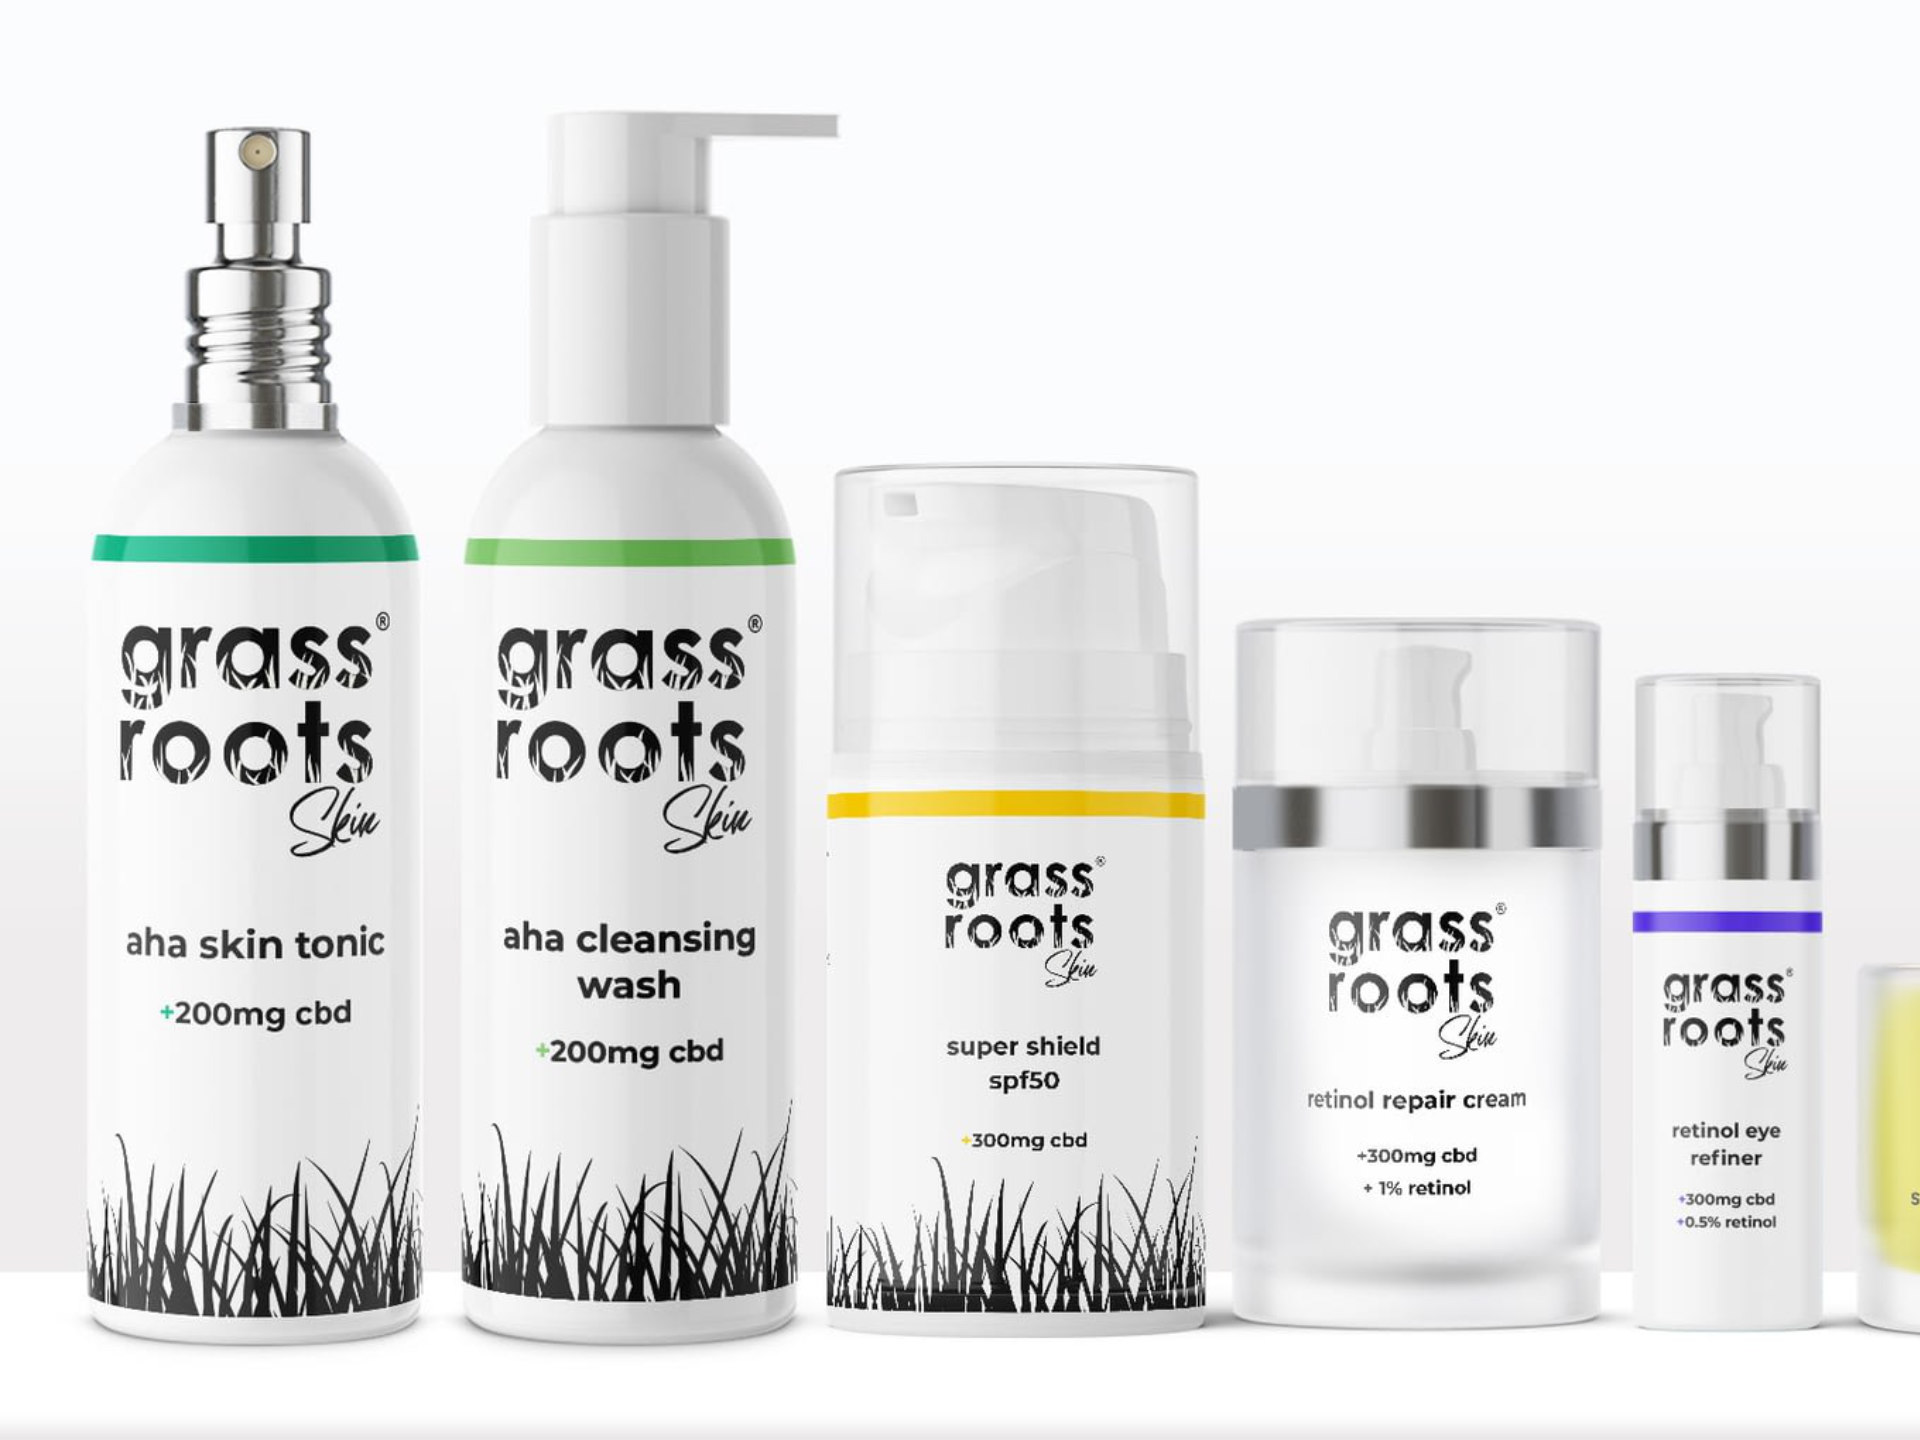 grass®
roots
Skin
aha skin tonic
+200mg cbd
grass®
roots
Skin
aha cleansing
wash
+200mg cbd
grass®
roots
Skin
super shield
spf50
+300mg cbd
grass®
roots
Skin
retinol repair cream
+300mg cbd
+ 1% retinol
grass®
roots
Skin
retinol eye
refiner
+300mg cbd
+0.5% retinol